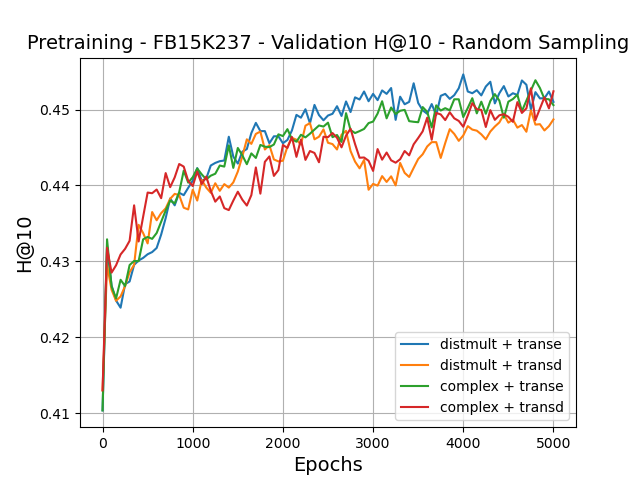 Pretraining - FB15K237 - Validation H@10 - Random Sampling
H@10
0.45
0.44
0.43
0.42
0.41
0
1000
2000
3000
4000
5000
Epochs
distmult + transe
distmult + transd
complex + transe
complex + transd